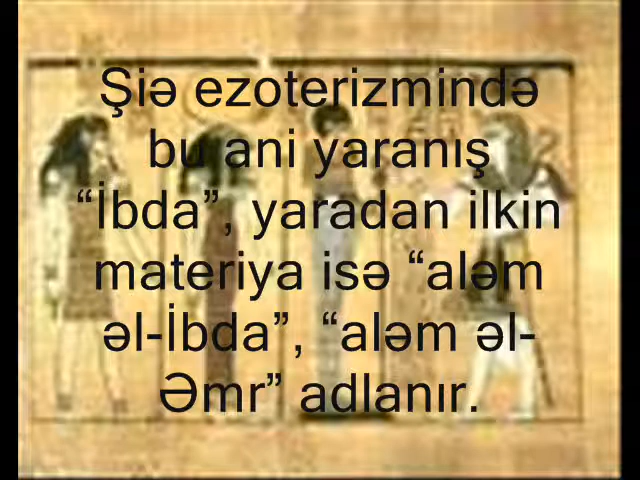 Şiə ezoterizmində
bu ani yaranış
“İbda”, yaradan ilkin
materiya isə “aləm
əl-İbda”, “aləm əl-
Əmr” adlanır.